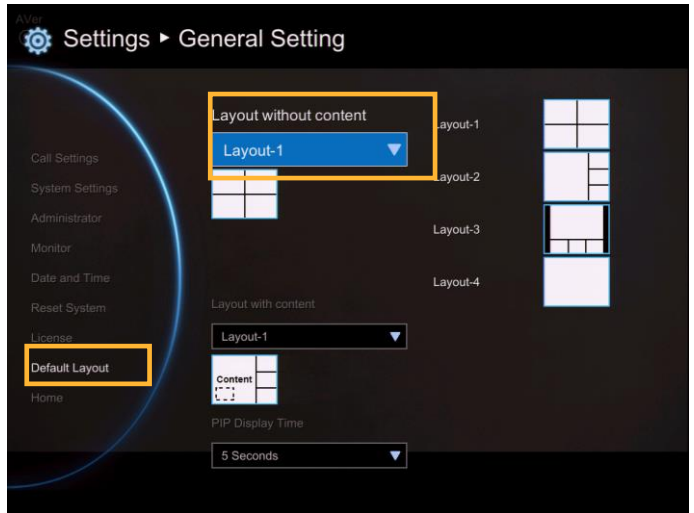 AVer
Settings ▸ General Setting
Call Settings
System Settings
Administrator
Monitor
Date and Time
Reset System
License
Default Layout
Home
Layout without content
Layout-1
Layout with content
Layout-1
Content
PIP Display Time
5 Seconds
Layout-1
Layout-2
Layout-3
Layout-4